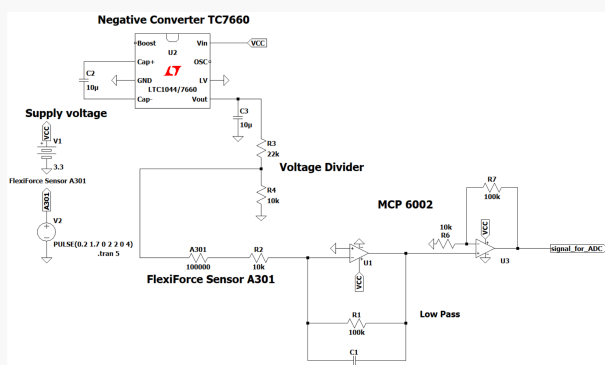 Negative Converter TC7660
Boost
Vin
VCC
U2
Cap+
OSC
C2
10µ
GND
LV
LTC1044/7660
Cap-
Vout
C3
10µ
Supply voltage
VCC
V1
3.3
R3
22k
Voltage Divider
FlexiForce Sensor A301
A301
R4
10k
R7
100k
MCP 6002
V2
PULSE(0.2 1.7 0 2 2 0 4)
.tran 5
10k
R6
VCC
U3
signal_for_ADC
A301
100000
R2
10k
U1
VCC
FlexiForce Sensor A301
R1
100k
Low Pass
C1